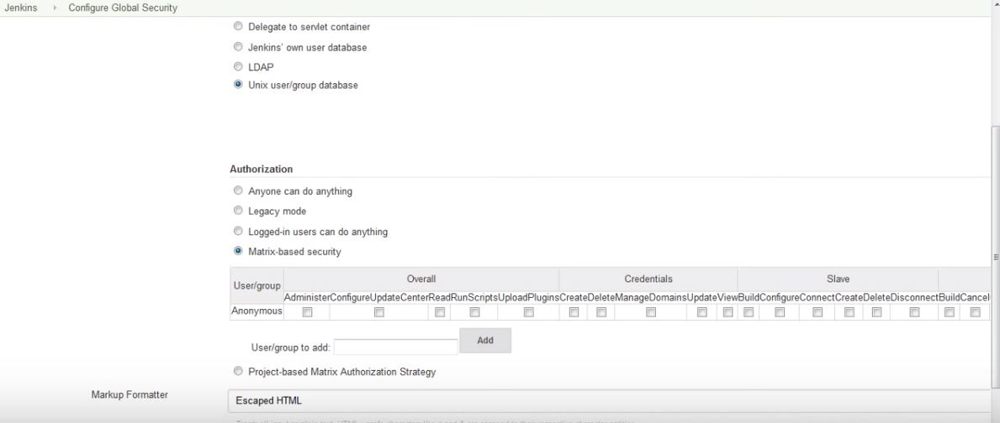 Jenkins Configure Global Security
Delegate to servlet container
Jenkins' own user database
LDAP
Unix user/group database
Authorization
Anyone can do anything
Legacy mode
Logged-in users can do anything
Matrix-based security
User/group Overall Credentials Slave
Administer ConfigureUpdateCenter Read RunScripts UploadPlugins Create Delete ManageDomains Update View Build Configure Connect Create Delete Disconnect Build Cancel
Anonymous
User/group to add: Add
Project-based Matrix Authorization Strategy
Markup Formatter Escaped HTML